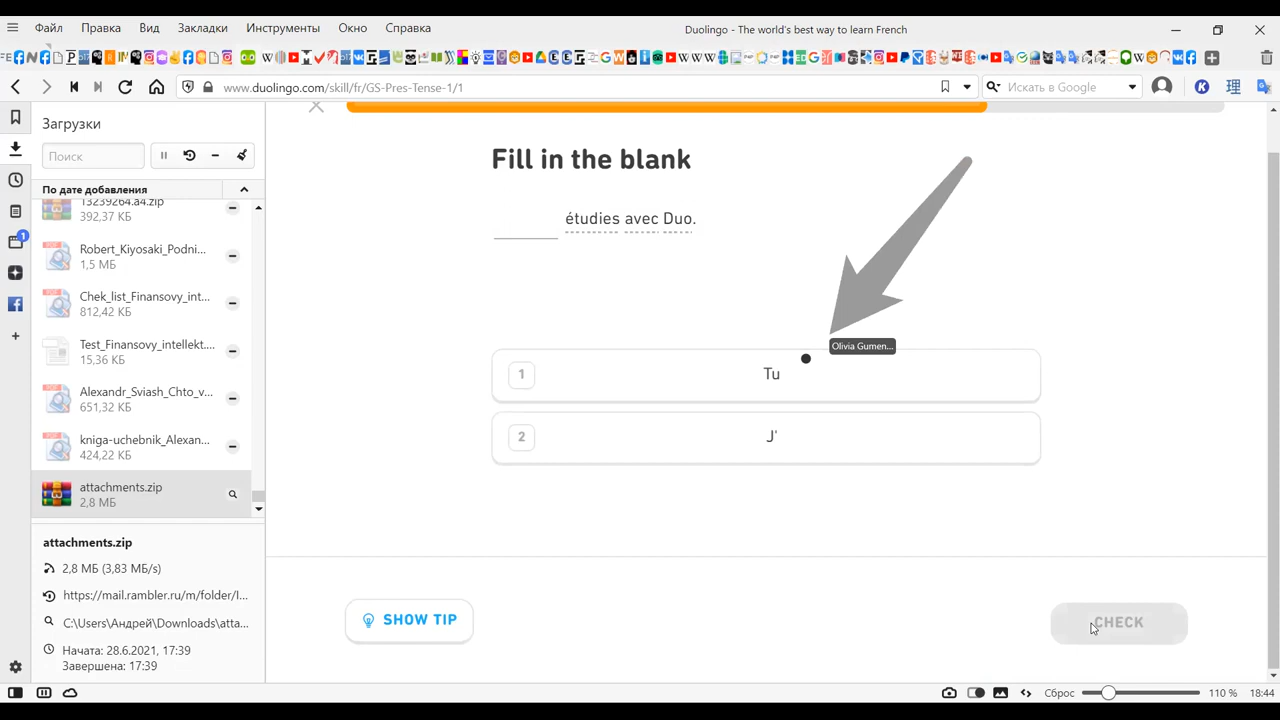 Файл Правка Вид Закладки Инструменты Окно Справка
Duolingo - The world's best way to learn French
www.duolingo.com/skill/fr/GS-Pres-Tense-1/1
Искать в Google
Загрузки
Поиск
По дате добавления
13239264.a4.zip
392,37 КБ
Robert_Kiyosaki_Podni...
1,5 МБ
Chek_list_Finansovy_int...
812,42 КБ
Test_Finansovy_intellekt....
15,36 КБ
Alexandr_Sviash_Chto_v...
651,32 КБ
kniga-uchebnik_Alexan...
424,22 КБ
attachments.zip
2,8 МБ
attachments.zip
2,8 МБ (3,83 МБ/s)
https://mail.rambler.ru/m/folder/I...
C:\Users\Андрей\Downloads\atta...
Начата: 28.6.2021, 17:39
Завершена: 17:39
Fill in the blank
étudies avec Duo.
Olivia Gumen...
1 Tu
2 J'
SHOW TIP
CHECK
Сброс 110 % 18:44